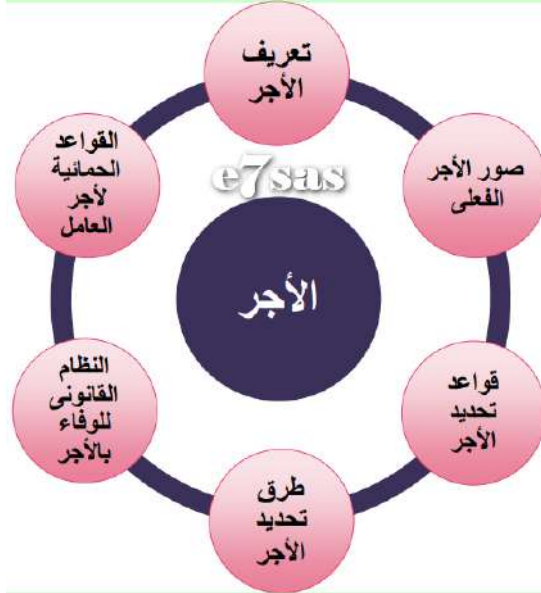 تعريف
الأجر
صور الأجر
الفعلى
قواعد
تحديد
الأجر
طرق
تحديد
الأجر
النظام
القانونى
للوفاء
بالأجر
القواعد
الحمائية
لأجر
العامل
e7sas
الأجر